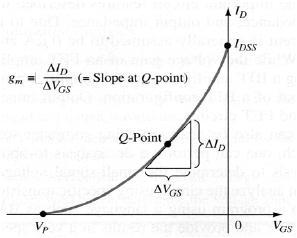 I_D
I_DSS
g_m ≡ ΔI_D / ΔV_GS (= Slope at Q-point)
Q-Point
ΔI_D
ΔV_GS
V_P
0
V_GS